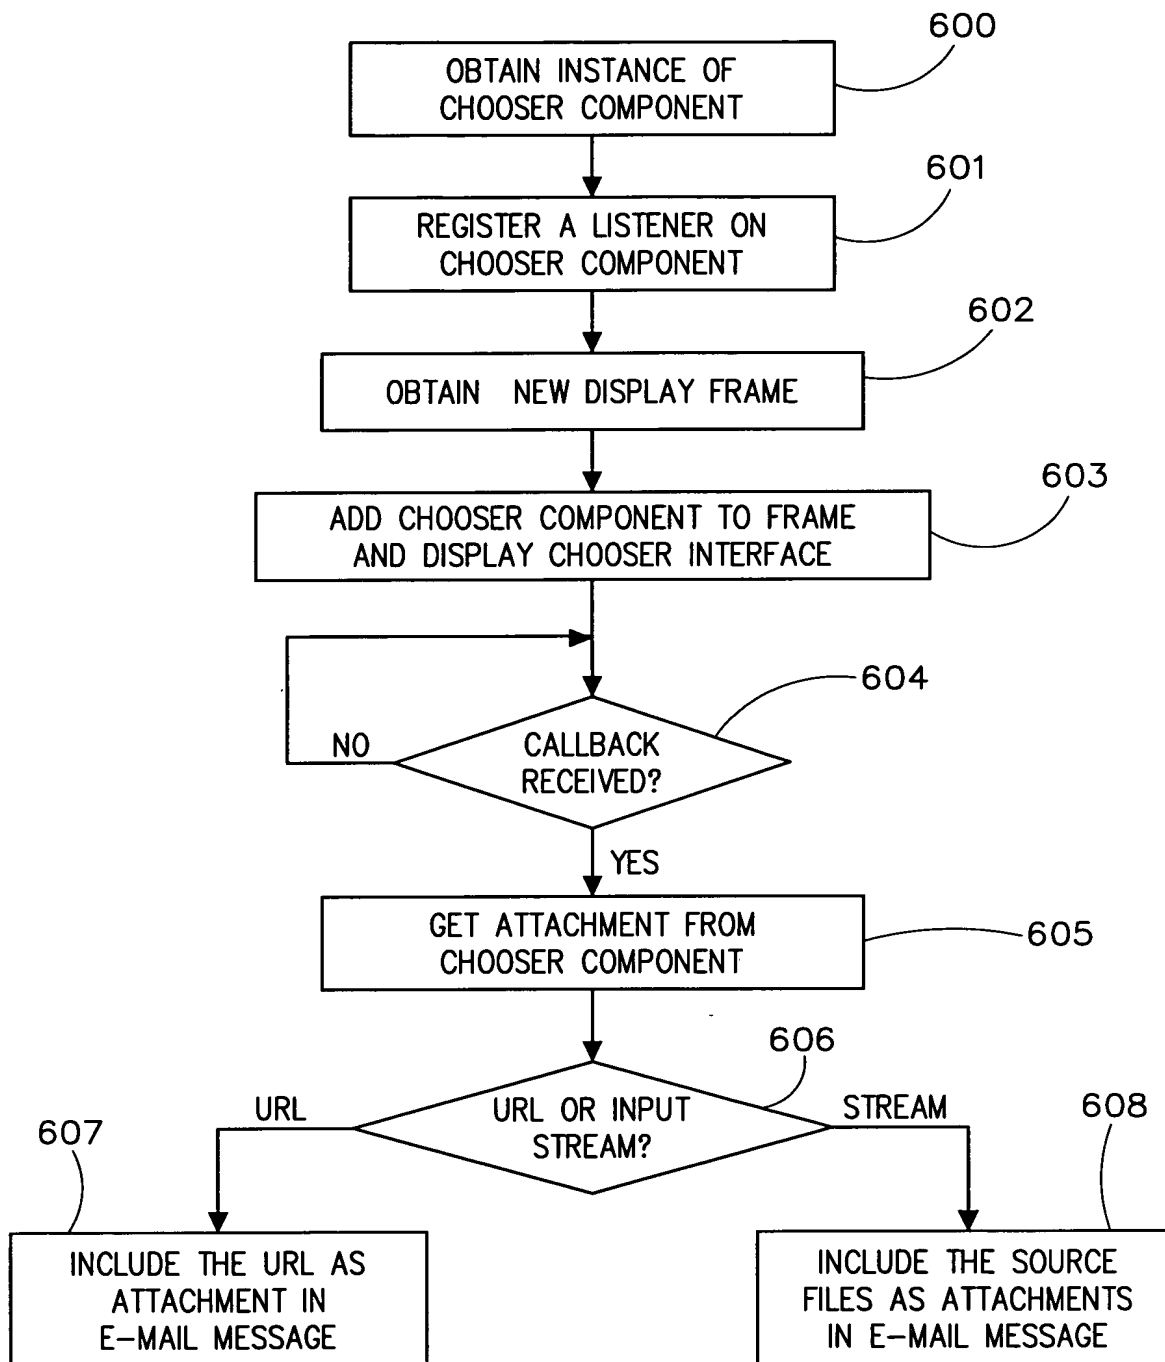 600
OBTAIN INSTANCE OF
CHOOSER COMPONENT
601
REGISTER A LISTENER ON
CHOOSER COMPONENT
602
OBTAIN NEW DISPLAY FRAME
603
ADD CHOOSER COMPONENT TO FRAME
AND DISPLAY CHOOSER INTERFACE
604
NO
CALLBACK
RECEIVED?
YES
GET ATTACHMENT FROM
CHOOSER COMPONENT
605
606
URL
URL OR INPUT
STREAM?
STREAM
607
608
INCLUDE THE URL AS
ATTACHMENT IN
E-MAIL MESSAGE
INCLUDE THE SOURCE
FILES AS ATTACHMENTS
IN E-MAIL MESSAGE